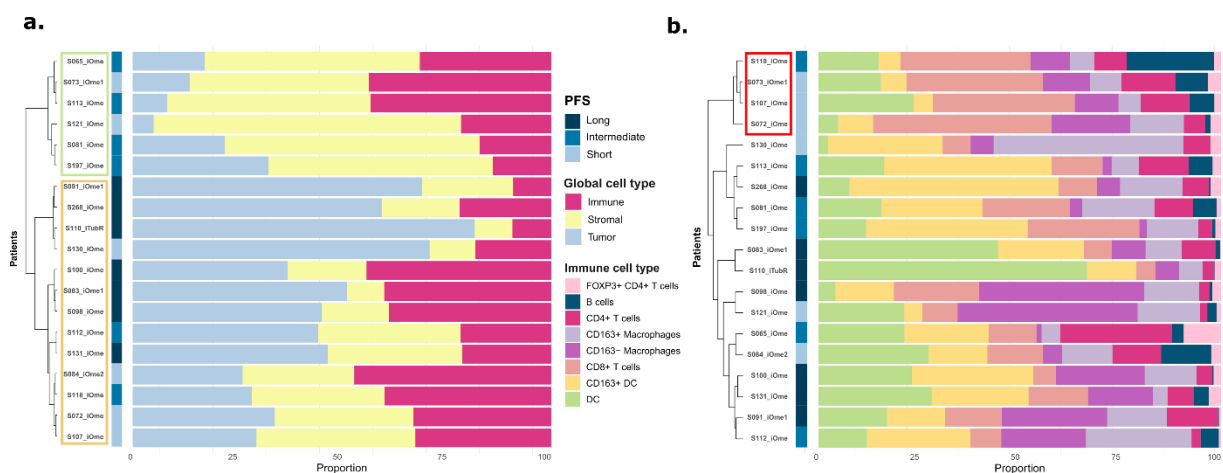 a.
Patients
S065_iOme
S073_iOme1
S113_iOme
S121_iOme
S081_iOme
S197_iOme
S091_iOme1
S268_iOme
S110_iTubR
S130_iOme
S100_iOme
S083_iOme1
S098_iOme
S112_iOme
S131_iOme
S084_iOme2
S118_iOme
S072_iOme
S107_iOme
0
25
50
75
100
Proportion
PFS
Long
Intermediate
Short
Global cell type
Immune
Stromal
Tumor
Immune cell type
FOXP3+ CD4+ T cells
B cells
CD4+ T cells
CD163+ Macrophages
CD163− Macrophages
CD8+ T cells
CD163+ DC
DC
b.
Patients
S118_iOme
S073_iOme1
S107_iOme
S072_iOme
S130_iOme
S113_iOme
S268_iOme
S081_iOme
S197_iOme
S083_iOme1
S110_iTubR
S098_iOme
S121_iOme
S065_iOme
S084_iOme2
S100_iOme
S131_iOme
S091_iOme1
S112_iOme
0
25
50
75
100
Proportion